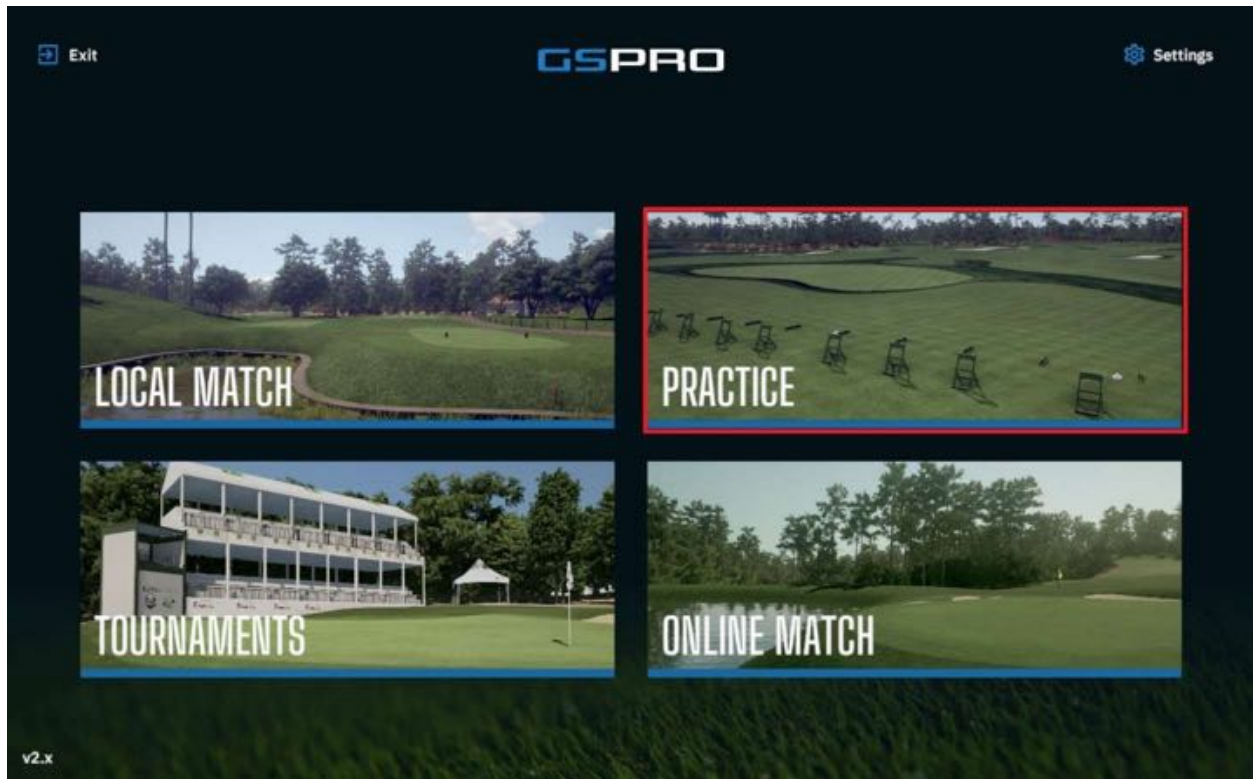 Exit
GSPRO
Settings
LOCAL MATCH
PRACTICE
TOURNAMENTS
ONLINE MATCH
v2.x